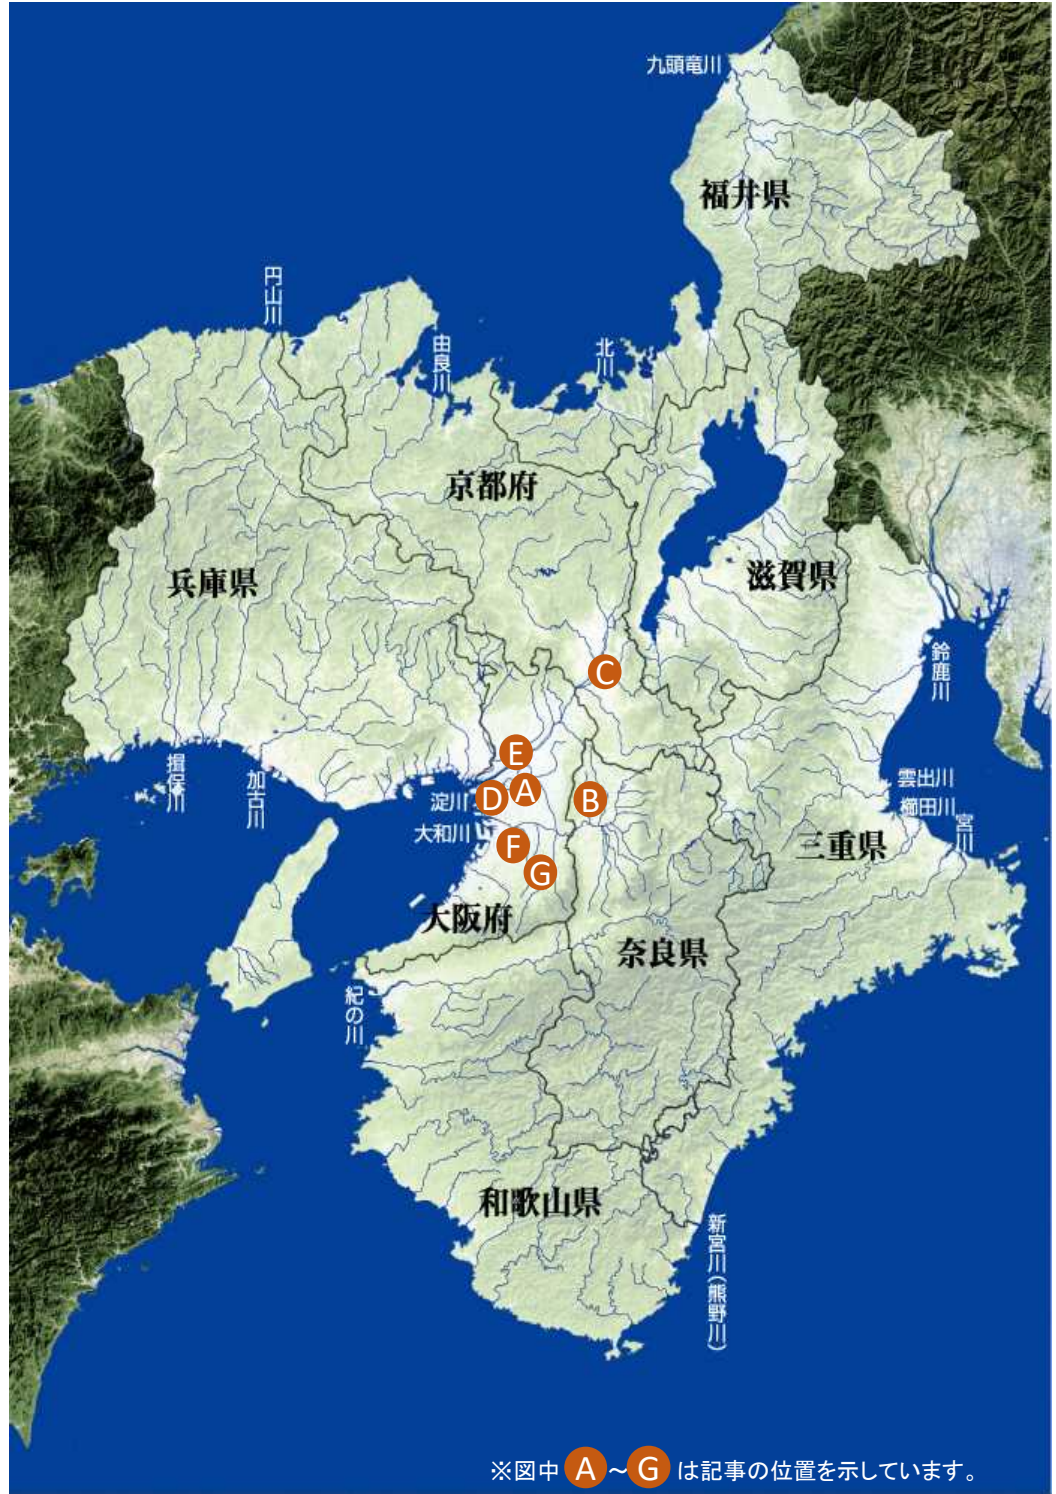 九頭竜川
福井県
円山川
由良川
北川
京都府
兵庫県
滋賀県
C
鈴鹿川
E
揖保川
加古川
淀川
D
A
B
雲出川
櫛田川
宮川
大和川
F
三重県
G
大阪府
奈良県
紀の川
和歌山県
新宮川(熊野川)
※図中 A ~ G は記事の位置を示しています。